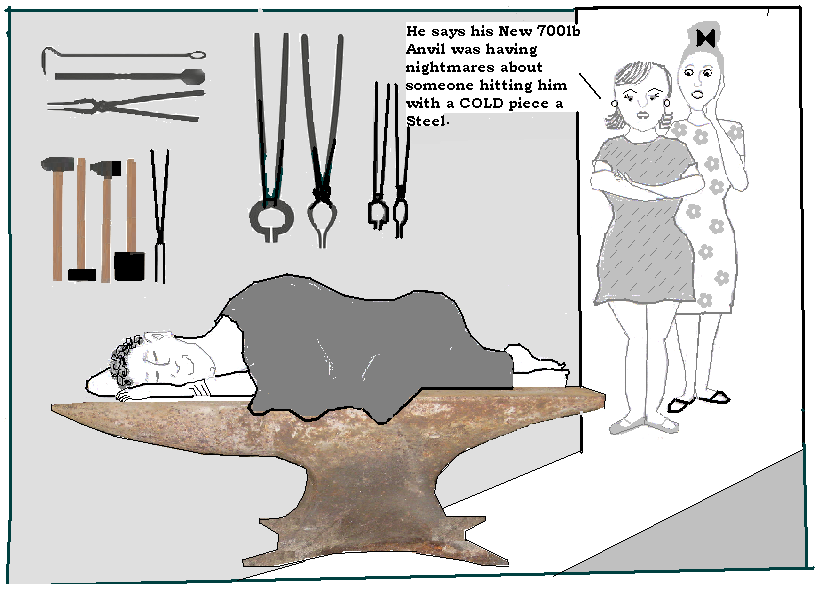 He says his New 700lb
Anvil was having
nightmares about
someone hitting him
with a COLD piece a
Steel.